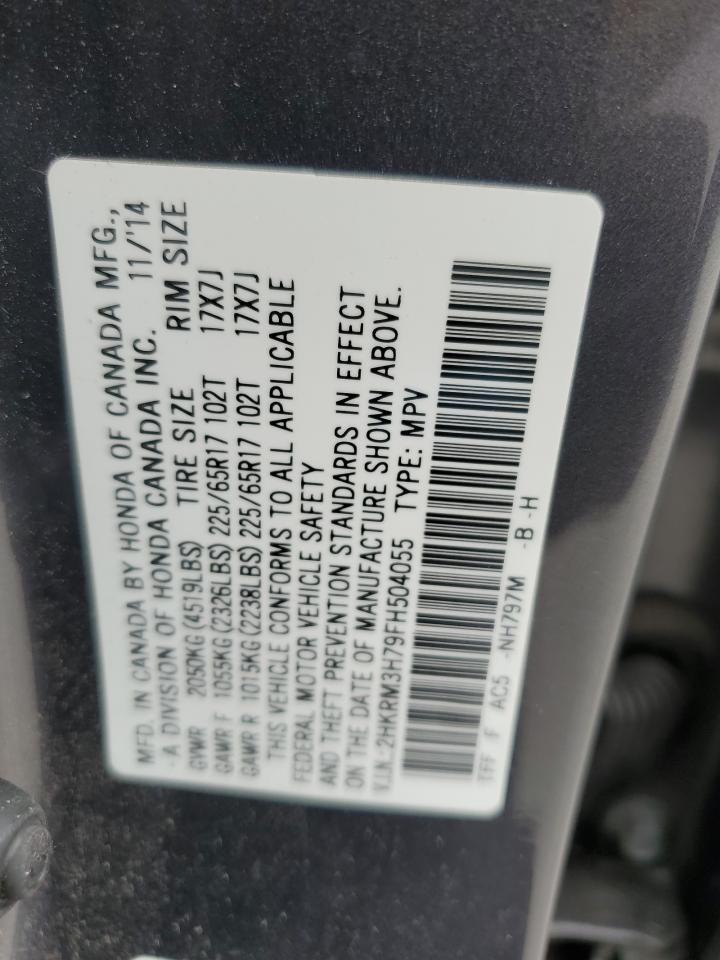 MFD. IN CANADA BY HONDA OF CANADA MFG.,
-A DIVISION OF HONDA CANADA INC. 11/'14
GVWR 2050KG (4519LBS) TIRE SIZE RIM SIZE
GAWR F 1055KG (2326LBS) 225/65R17 102T 17X7J
GAWR R 1015KG (2238LBS) 225/65R17 102T 17X7J
THIS VEHICLE CONFORMS TO ALL APPLICABLE
FEDERAL MOTOR VEHICLE SAFETY
AND THEFT PREVENTION STANDARDS IN EFFECT
ON THE DATE OF MANUFACTURE SHOWN ABOVE.
V.I.N.:2HKRM3H79FH504055 TYPE: MPV
TFF F AC5 -NH797M -B -H